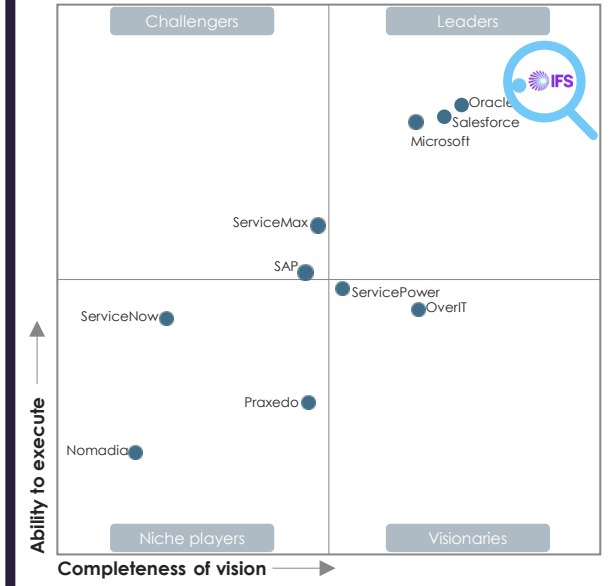 Challengers
Leaders
IFS
Oracle
Salesforce
Microsoft
ServiceMax
SAP
ServicePower
OverIT
ServiceNow
Praxedo
Nomadia
Ability to execute
Niche players
Visionaries
Completeness of vision